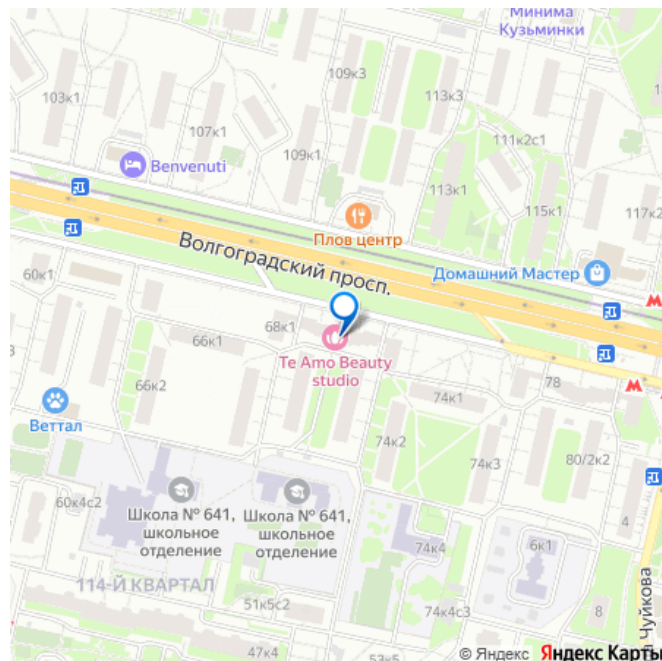 Минима
Кузьминки
109к3
113к3
103к1
107к1
111к2с1
109к1
Benvenuti
113к1
115к1
117к2
Плов центр
Волгоградский просп.
Домашний Мастер
60к1
68к1
66к1
Te Amo Beauty
studio
66к2
78
74к1
Веттал
74к2
74к3
80/2к2
60к4с2
Школа № 641,
школьное
отделение
Школа № 641,
школьное
отделение
4
74к4
6к1
114-Й КВАРТАЛ
51к5с2
74к4с3
8
Чуйкова
47к4
53к5
© Яндекс Яндекс Карты